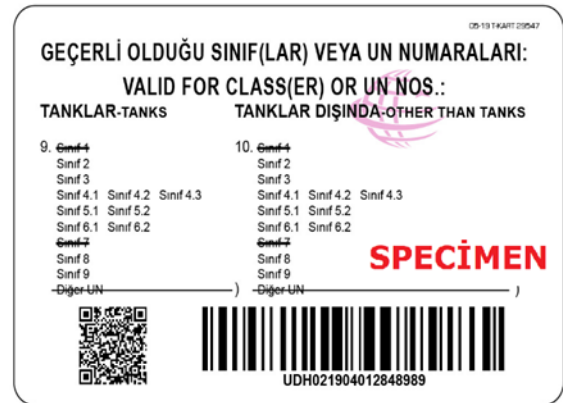 05-19 T-KART 29547
GEÇERLİ OLDUĞU SINIF(LAR) VEYA UN NUMARALARI:
VALID FOR CLASS(ER) OR UN NOS.:
TANKLAR-TANKS
9. Sınıf 1
Sınıf 2
Sınıf 3
Sınıf 4.1 Sınıf 4.2 Sınıf 4.3
Sınıf 5.1 Sınıf 5.2
Sınıf 6.1 Sınıf 6.2
Sınıf 7
Sınıf 8
Sınıf 9
Diğer UN )
TANKLAR DIŞINDA-OTHER THAN TANKS
10. Sınıf 1
Sınıf 2
Sınıf 3
Sınıf 4.1 Sınıf 4.2 Sınıf 4.3
Sınıf 5.1 Sınıf 5.2
Sınıf 6.1 Sınıf 6.2
Sınıf 7
Sınıf 8
Sınıf 9
Diğer UN )
SPECİMEN
UDH021904012848989